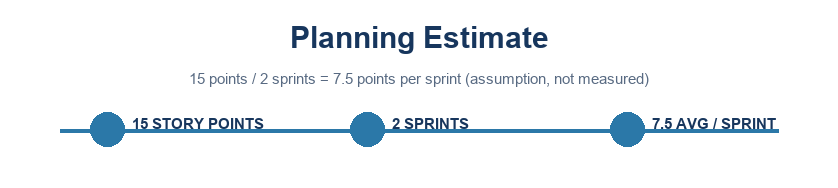 Planning Estimate
15 points / 2 sprints = 7.5 points per sprint (assumption, not measured)
15 STORY POINTS
2 SPRINTS
7.5 AVG / SPRINT